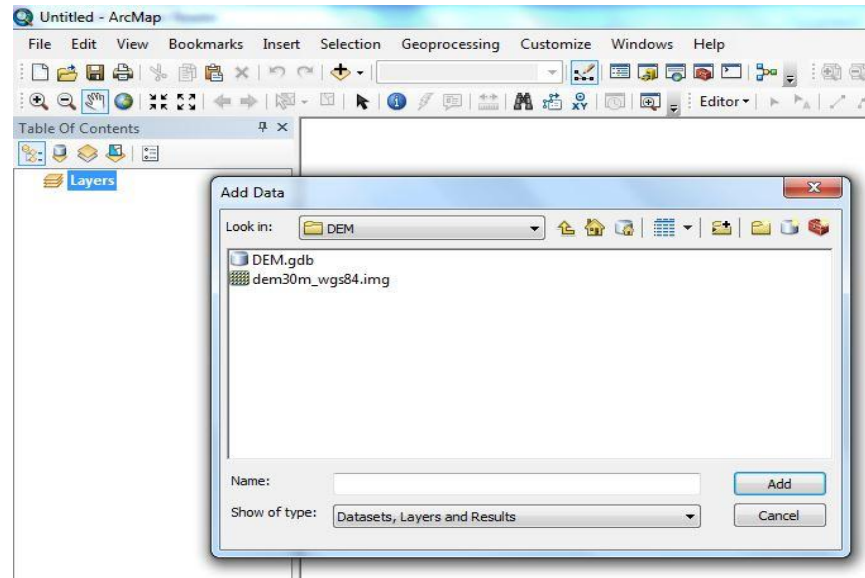 Untitled - ArcMap
File Edit View Bookmarks Insert Selection Geoprocessing Customize Windows Help
Editor
Table Of Contents
Layers
Add Data
Look in: DEM
DEM.gdb
dem30m_wgs84.img
Name:
Add
Show of type: Datasets, Layers and Results
Cancel